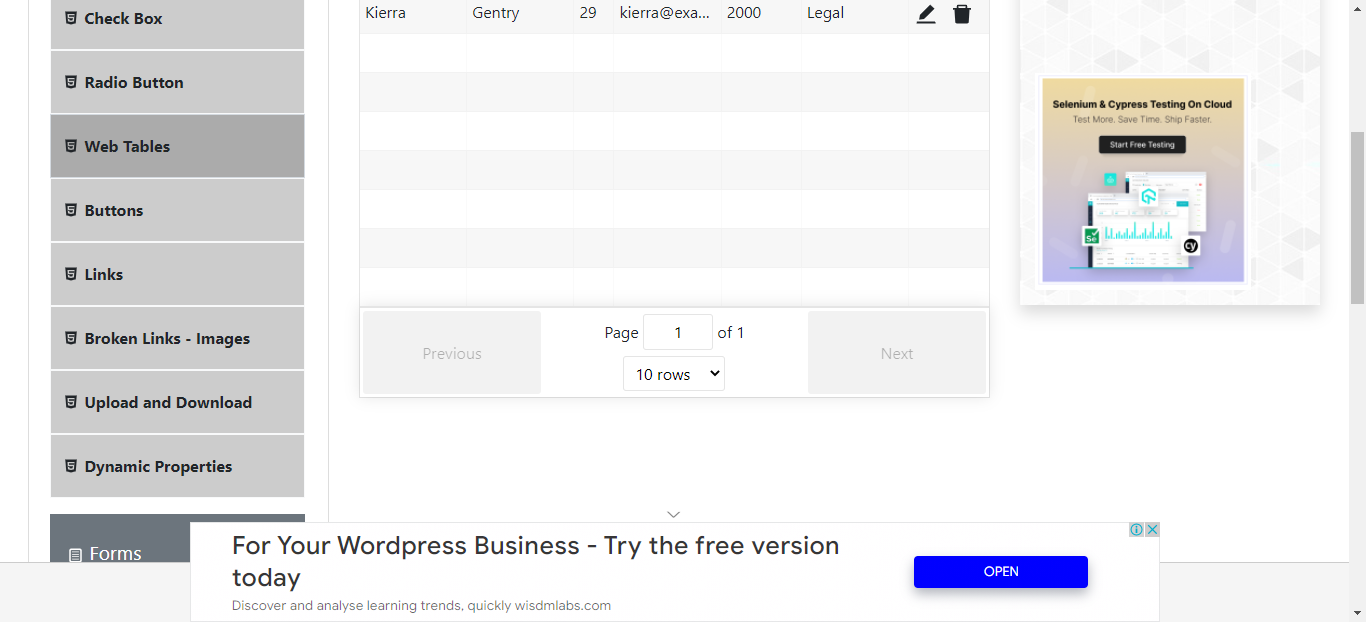 Check Box
Radio Button
Web Tables
Buttons
Links
Broken Links - Images
Upload and Download
Dynamic Properties
Forms
Kierra Gentry 29 kierra@exa... 2000 Legal
Previous
Page 1 of 1
10 rows
Next
Selenium & Cypress Testing On Cloud
Test More. Save Time. Ship Faster.
Start Free Testing
Se
cy
For Your Wordpress Business - Try the free version
today
Discover and analyse learning trends, quickly wisdmlabs.com
OPEN